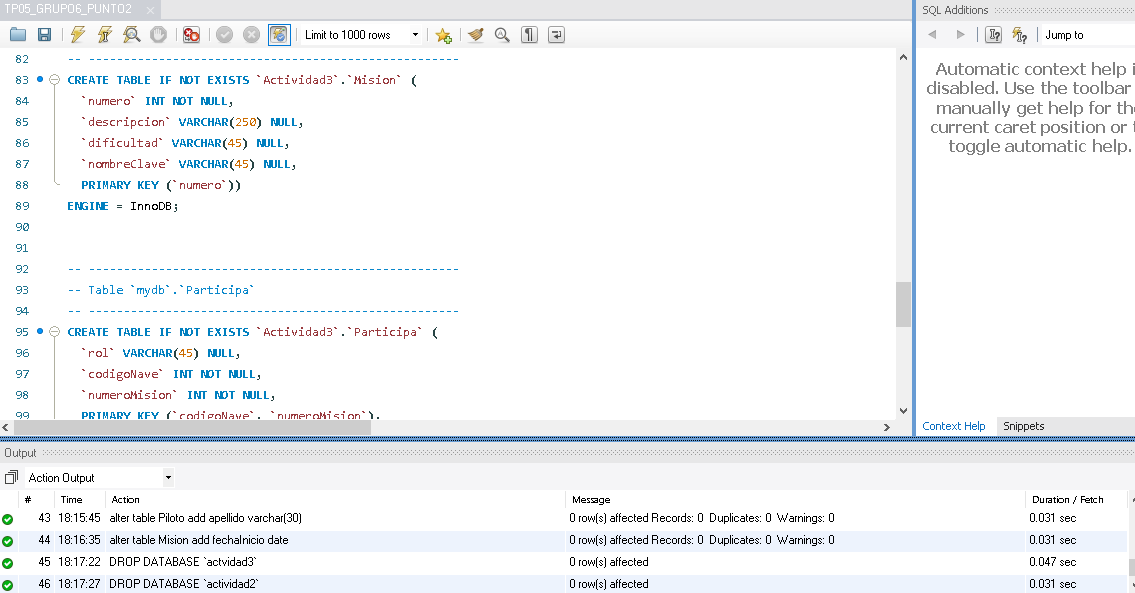 TP05_GRUPO6_PUNTO2
SQL Additions
Limit to 1000 rows
Jump to
82 -- -----------------------------------------------------
83 CREATE TABLE IF NOT EXISTS `Actividad3`.`Mision` (
84 `numero` INT NOT NULL,
85 `descripcion` VARCHAR(250) NULL,
86 `dificultad` VARCHAR(45) NULL,
87 `nombreClave` VARCHAR(45) NULL,
88 PRIMARY KEY (`numero`))
89 ENGINE = InnoDB;
90
91
92 -- -----------------------------------------------------
93 -- Table `mydb`.`Participa`
94 -- -----------------------------------------------------
95 CREATE TABLE IF NOT EXISTS `Actividad3`.`Participa` (
96 `rol` VARCHAR(45) NULL,
97 `codigoNave` INT NOT NULL,
98 `numeroMision` INT NOT NULL,
99 PRIMARY KEY (`codigoNave`, `numeroMision`),
Automatic context help i
disabled. Use the toolbar
manually get help for the
current caret position or t
toggle automatic help.
Context Help Snippets
Output
Action Output
# Time Action Message Duration / Fetch
43 18:15:45 alter table Piloto add apellido varchar(30) 0 row(s) affected Records: 0 Duplicates: 0 Warnings: 0 0.031 sec
44 18:16:35 alter table Mision add fechaInicio date 0 row(s) affected Records: 0 Duplicates: 0 Warnings: 0 0.031 sec
45 18:17:22 DROP DATABASE `actvidad3` 0 row(s) affected 0.047 sec
46 18:17:27 DROP DATABASE `actividad2` 0 row(s) affected 0.031 sec